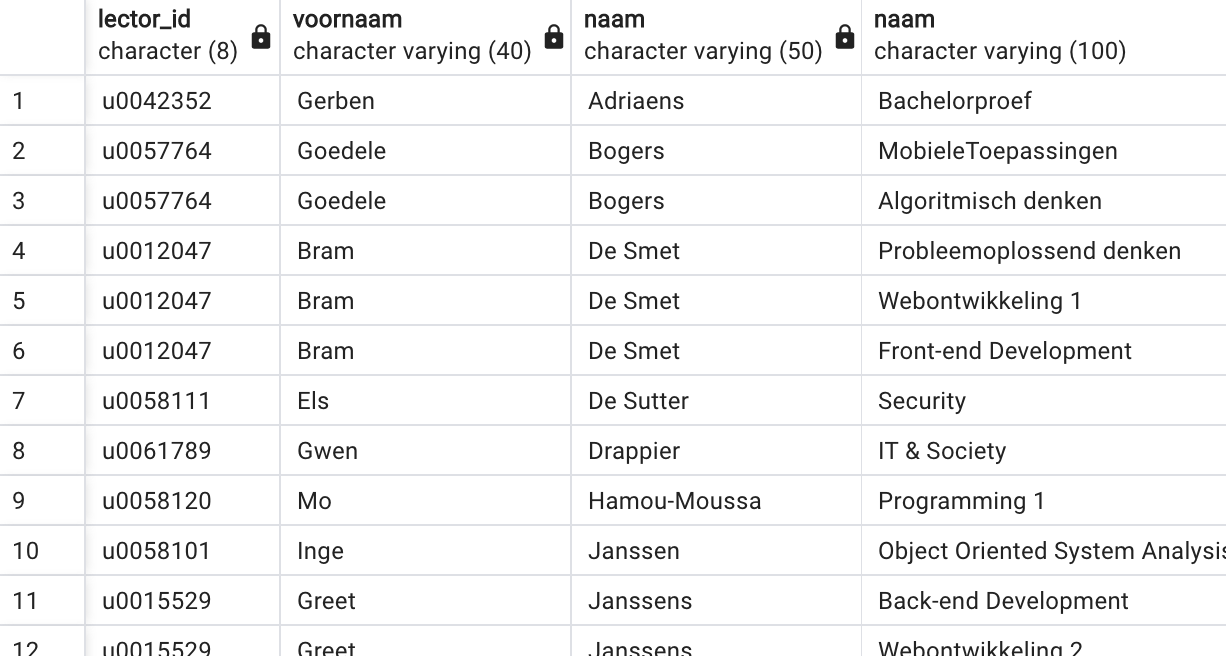 lector_id voornaam naam naam
character (8) character varying (40) character varying (50) character varying (100)
1 u0042352 Gerben Adriaens Bachelorproef
2 u0057764 Goedele Bogers MobieleToepassingen
3 u0057764 Goedele Bogers Algoritmisch denken
4 u0012047 Bram De Smet Probleemoplossend denken
5 u0012047 Bram De Smet Webontwikkeling 1
6 u0012047 Bram De Smet Front-end Development
7 u0058111 Els De Sutter Security
8 u0061789 Gwen Drappier IT & Society
9 u0058120 Mo Hamou-Moussa Programming 1
10 u0058101 Inge Janssen Object Oriented System Analysis
11 u0015529 Greet Janssens Back-end Development
12 u0015529 Greet Janssens Webontwikkeling 2